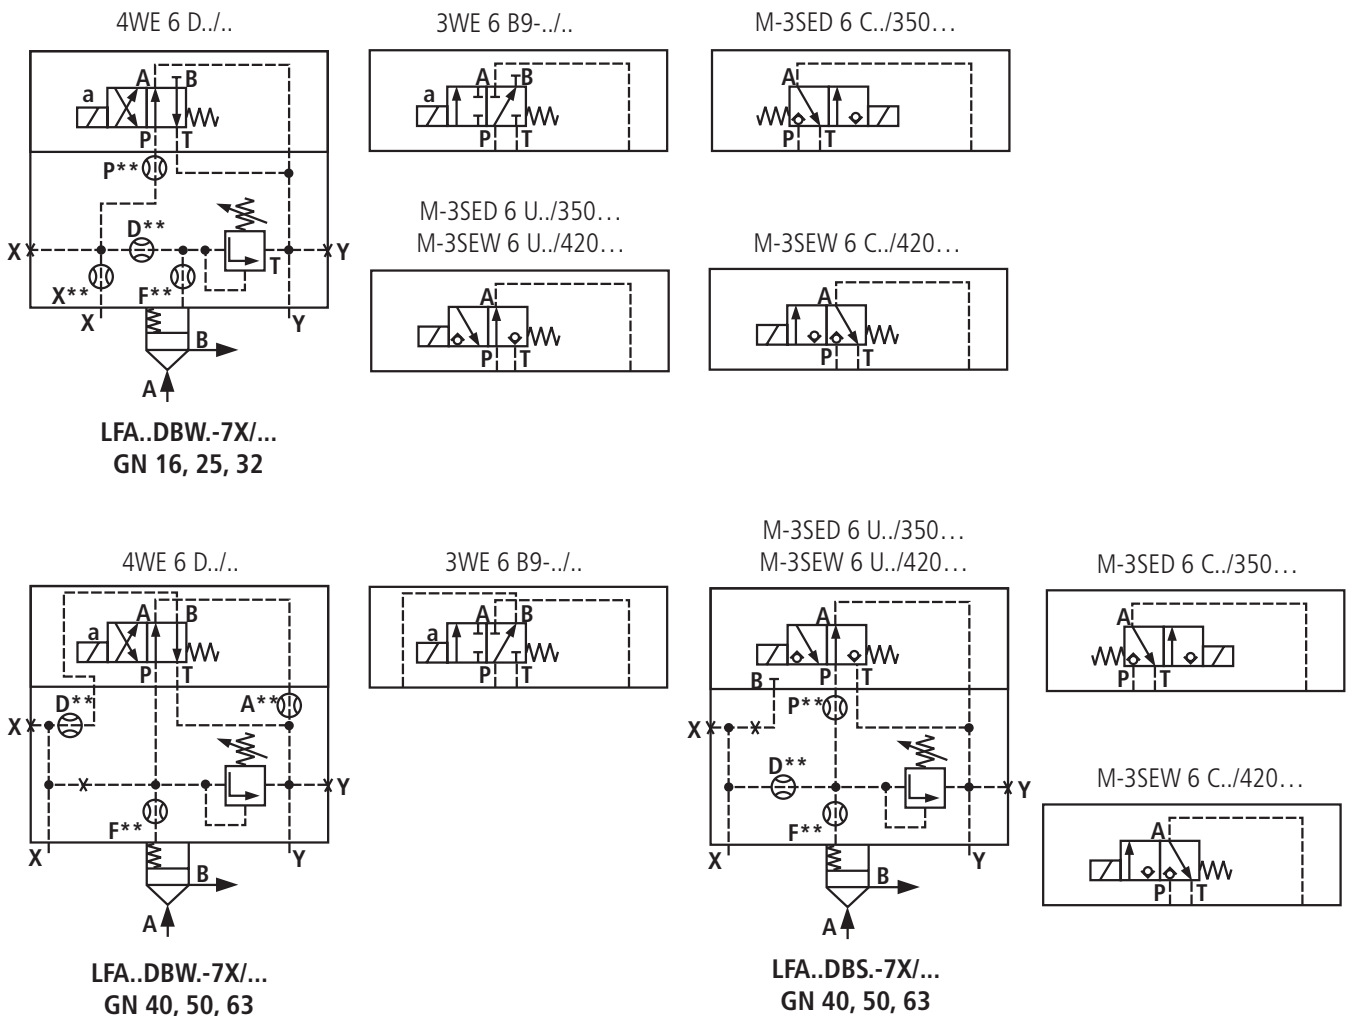 4WE 6 D../..
3WE 6 B9-../..
M-3SED 6 C../350...
A
B
a
P
T
P**
D**
X
Y
T
X**
F**
X
Y
B
A
LFA..DBW.-7X/...
GN 16, 25, 32
A
B
a
P
T
A
P
T
M-3SED 6 U../350...
M-3SEW 6 U../420...
A
P
T
M-3SEW 6 C../420...
A
P
T
4WE 6 D../..
A
B
a
P
T
D**
A**
X
Y
F**
X
Y
B
A
LFA..DBW.-7X/...
GN 40, 50, 63
3WE 6 B9-../..
A
B
a
P
T
M-3SED 6 U../350...
M-3SEW 6 U../420...
A
P
T
B
P**
X
D**
Y
F**
X
Y
B
A
LFA..DBS.-7X/...
GN 40, 50, 63
M-3SED 6 C../350...
A
P
T
M-3SEW 6 C../420...
A
P
T